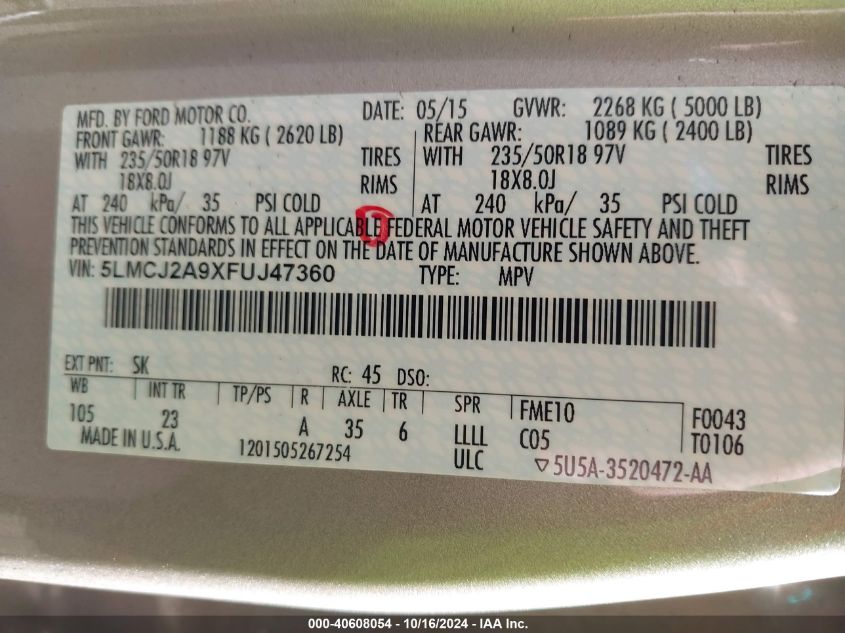 MFD. BY FORD MOTOR CO. DATE: 05/15 GVWR: 2268 KG ( 5000 LB)
FRONT GAWR: 1188 KG ( 2620 LB) REAR GAWR: 1089 KG ( 2400 LB)
WITH 235/50R18 97V TIRES WITH 235/50R18 97V TIRES
18X8.0J RIMS 18X8.0J RIMS
AT 240 kPa/ 35 PSI COLD AT 240 kPa/ 35 PSI COLD
THIS VEHICLE CONFORMS TO ALL APPLICABLE FEDERAL MOTOR VEHICLE SAFETY AND THEFT
PREVENTION STANDARDS IN EFFECT ON THE DATE OF MANUFACTURE SHOWN ABOVE.
VIN: 5LMCJ2A9XFUJ47360 TYPE: MPV
EXT PNT: SK RC: 45 DSO:
WB INT TR TP/PS R AXLE TR SPR FME10 F0043
105 23 A 35 6 LLLL C05 T0106
MADE IN U.S.A. 1201505267254 ULC ▽5U5A-3520472-AA
000-40608054 - 10/16/2024 - IAA Inc.